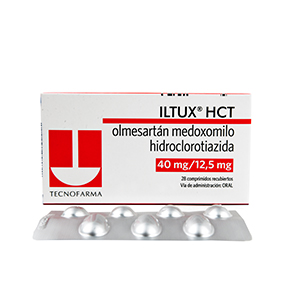 ILTUX® HCT
olmesartán medoxomilo
hidroclorotiazida
40 mg/12,5 mg
28 comprimidos recubiertos
Vía de administración: ORAL
TECNOFARMA